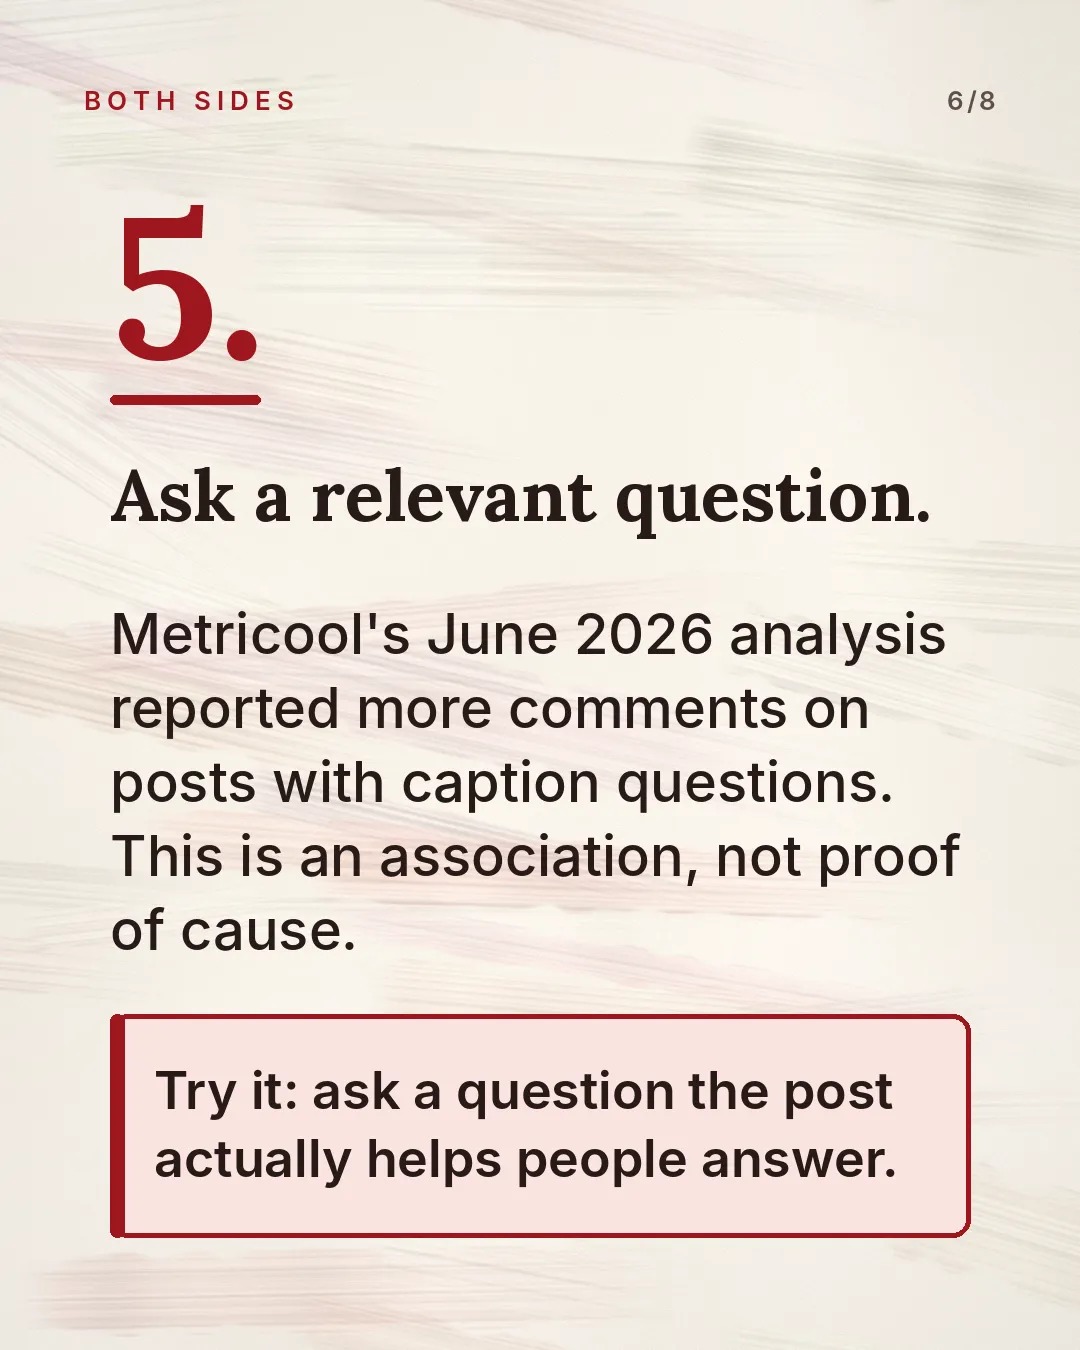 BOTH SIDES
6/8
5.
Ask a relevant question.
Metricool's June 2026 analysis
reported more comments on
posts with caption questions.
This is an association, not proof
of cause.
Try it: ask a question the post
actually helps people answer.